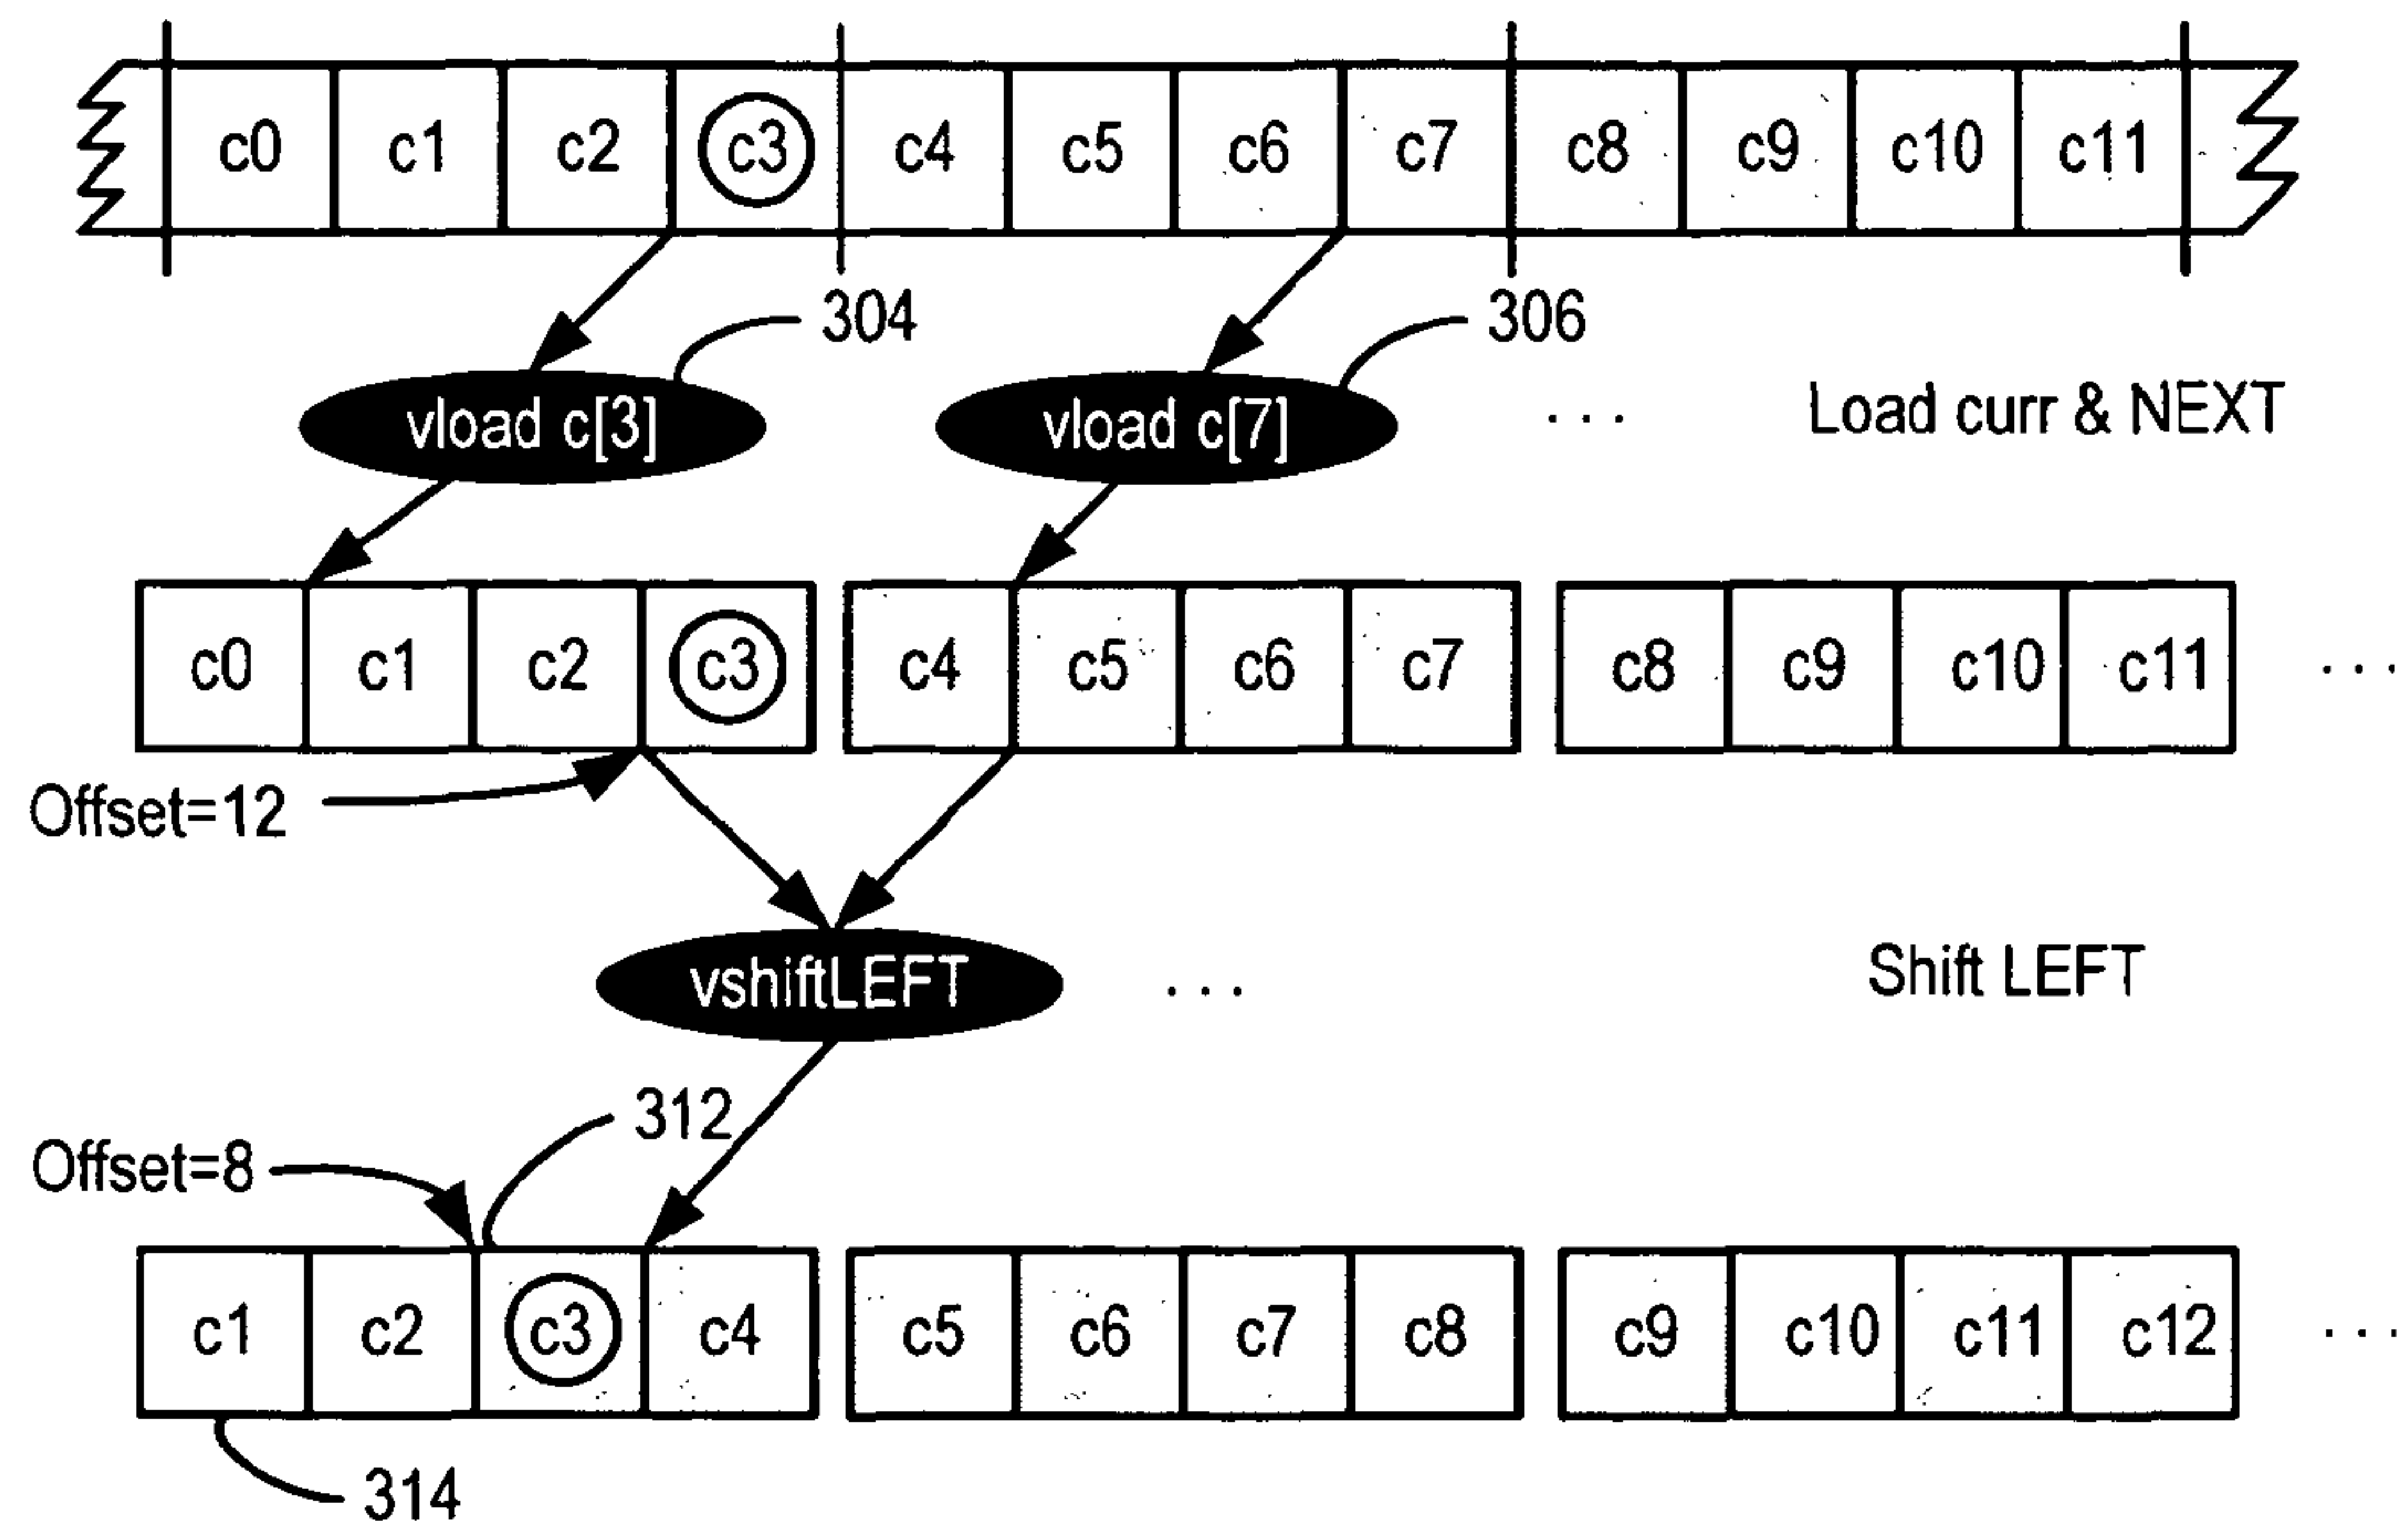 c0 c1 c2 c3 c4 c5 c6 c7 c8 c9 c10 c11
304 306
vload c[3] vload c[7] ... Load curr & NEXT
c0 c1 c2 c3 c4 c5 c6 c7 c8 c9 c10 c11 ...
Offset=12
vshiftLEFT ... Shift LEFT
312
Offset=8
c1 c2 c3 c4 c5 c6 c7 c8 c9 c10 c11 c12 ...
314